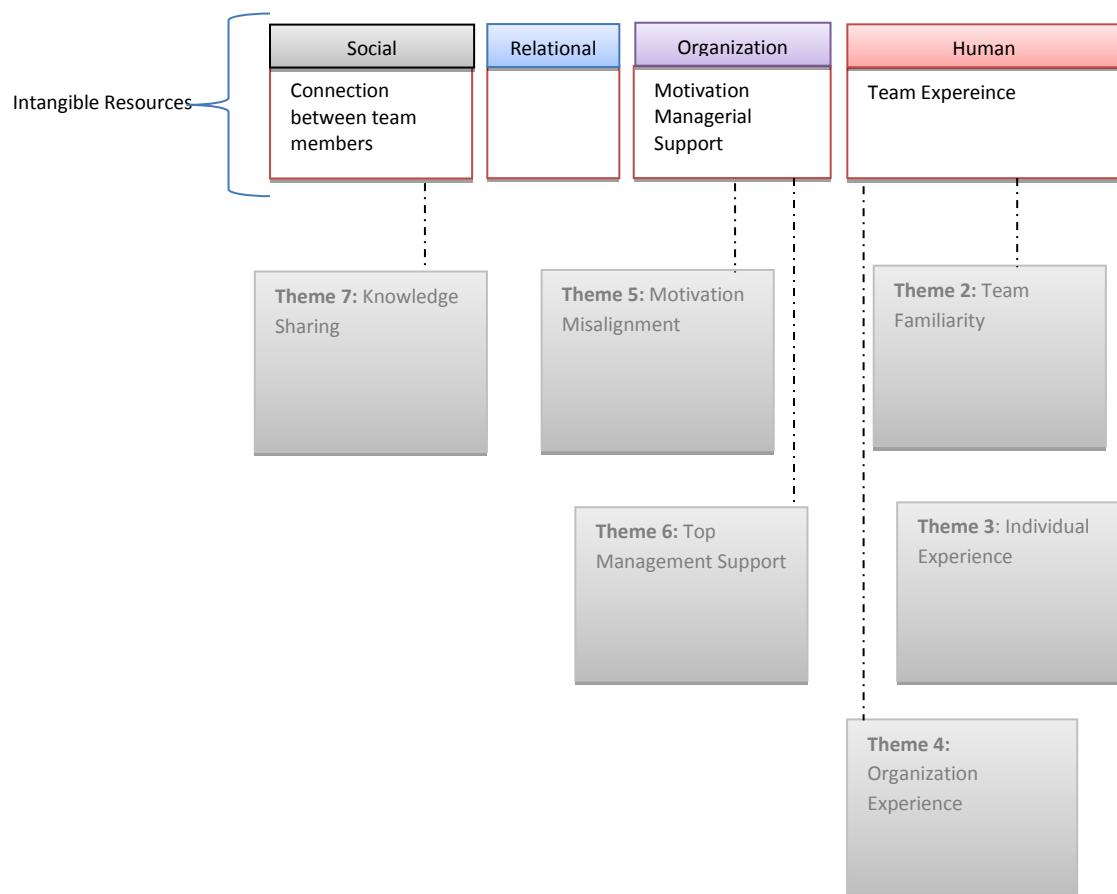 Intangible Resources
Social
Connection
between team
members
Relational
Organization
Motivation
Managerial
Support
Human
Team Expereince
Theme 7: Knowledge
Sharing
Theme 5: Motivation
Misalignment
Theme 2: Team
Familiarity
Theme 6: Top
Management Support
Theme 3: Individual
Experience
Theme 4:
Organization
Experience